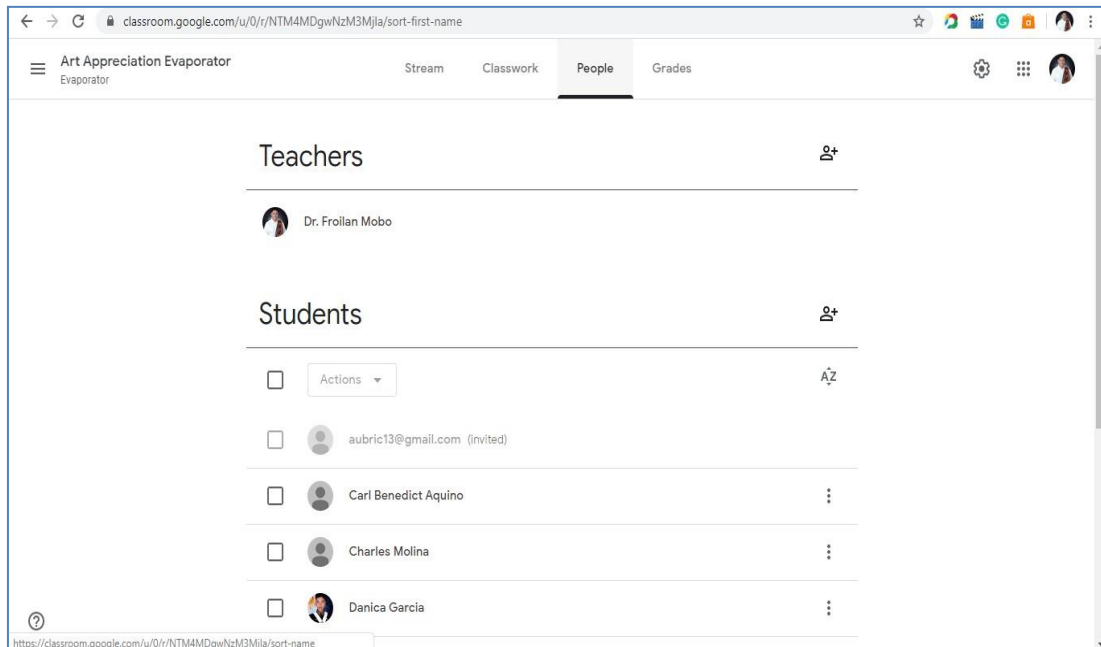 classroom.google.com/u/0/r/NTM4MDgwNzM3Mjla/sort-first-name
Art Appreciation Evaporator
Evaporator
Stream Classwork People Grades
Teachers
Dr. Froilan Mobo
Students
Actions
AZ
aubric13@gmail.com (invited)
Carl Benedict Aquino
Charles Molina
Danica Garcia
https://classroom.google.com/u/0/r/NTM4MDgwNzM3Mjla/sort-name